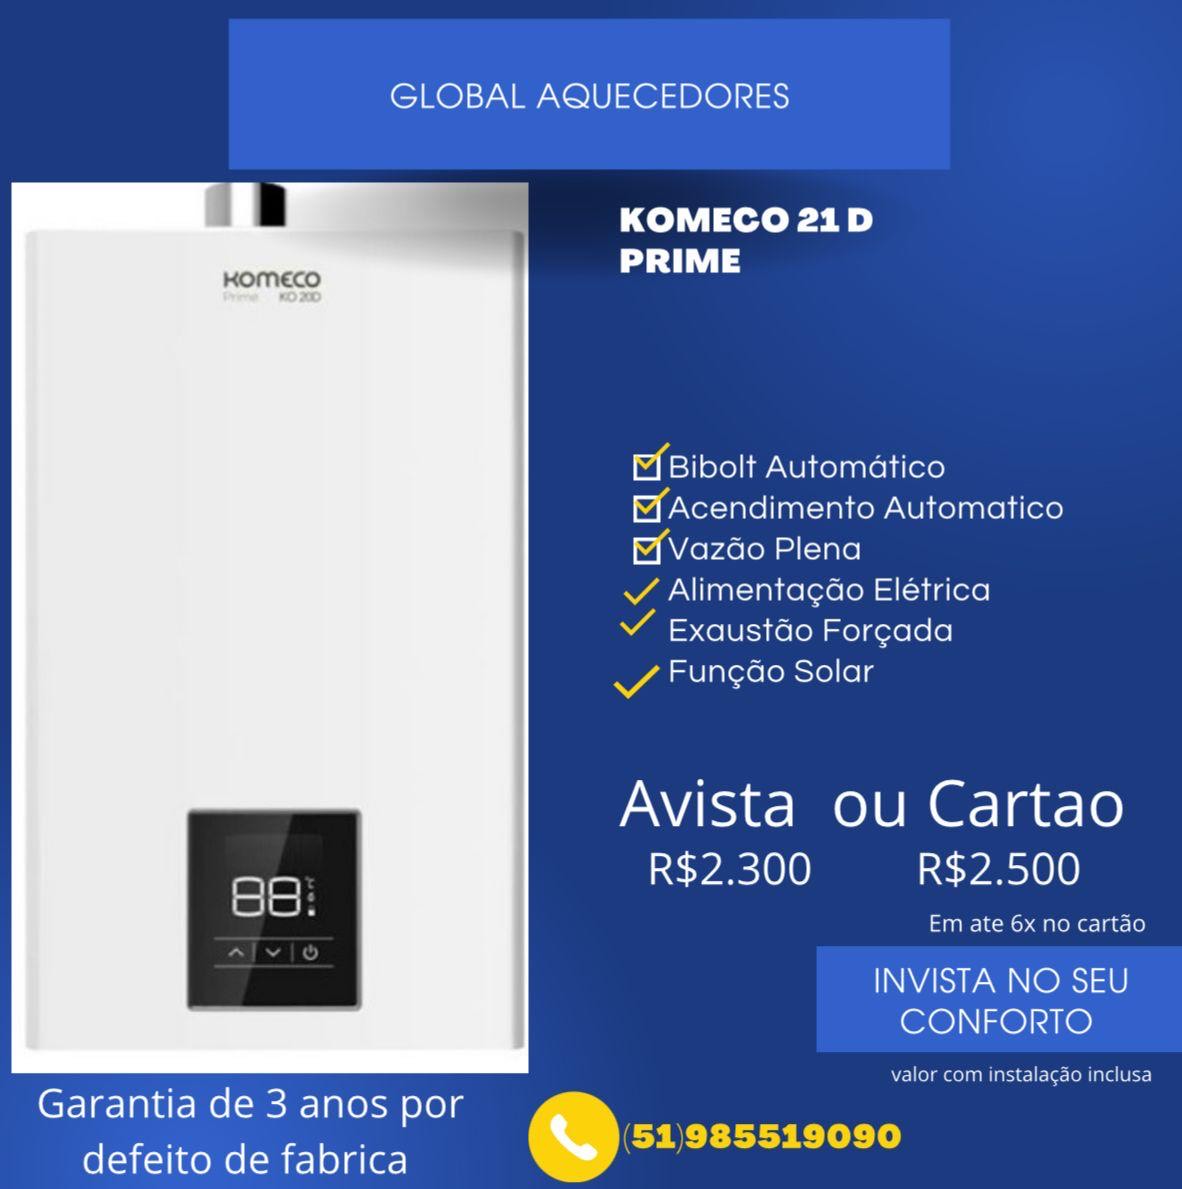 GLOBAL AQUECEDORES
KOMECO
Prime KO 20D
KOMECO 21 D
PRIME
Bibolt Automático
Acendimento Automatico
Vazão Plena
Alimentação Elétrica
Exaustão Forçada
Função Solar
88
Avista ou Cartao
R$2.300 R$2.500
Em ate 6x no cartão
INVISTA NO SEU
CONFORTO
valor com instalação inclusa
Garantia de 3 anos por
defeito de fabrica
(51)985519090